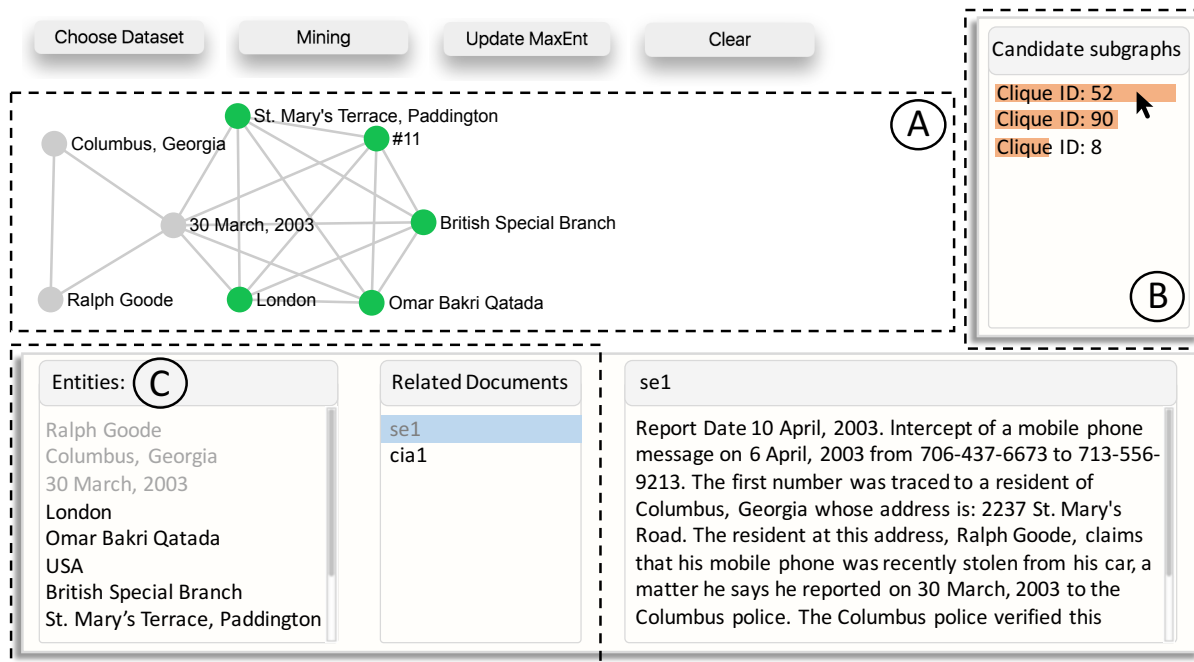 Choose Dataset
Mining
Update MaxEnt
Clear
Candidate subgraphs
Clique ID: 52
Clique ID: 90
Clique ID: 8
B
A
St. Mary's Terrace, Paddington
#11
Columbus, Georgia
30 March, 2003
British Special Branch
Ralph Goode
London
Omar Bakri Qatada
Entities:
C
Ralph Goode
Columbus, Georgia
30 March, 2003
London
Omar Bakri Qatada
USA
British Special Branch
St. Mary's Terrace, Paddington
Related Documents
se1
cia1
se1
Report Date 10 April, 2003. Intercept of a mobile phone
message on 6 April, 2003 from 706-437-6673 to 713-556-
9213. The first number was traced to a resident of
Columbus, Georgia whose address is: 2237 St. Mary's
Road. The resident at this address, Ralph Goode, claims
that his mobile phone was recently stolen from his car, a
matter he says he reported on 30 March, 2003 to the
Columbus police. The Columbus police verified this